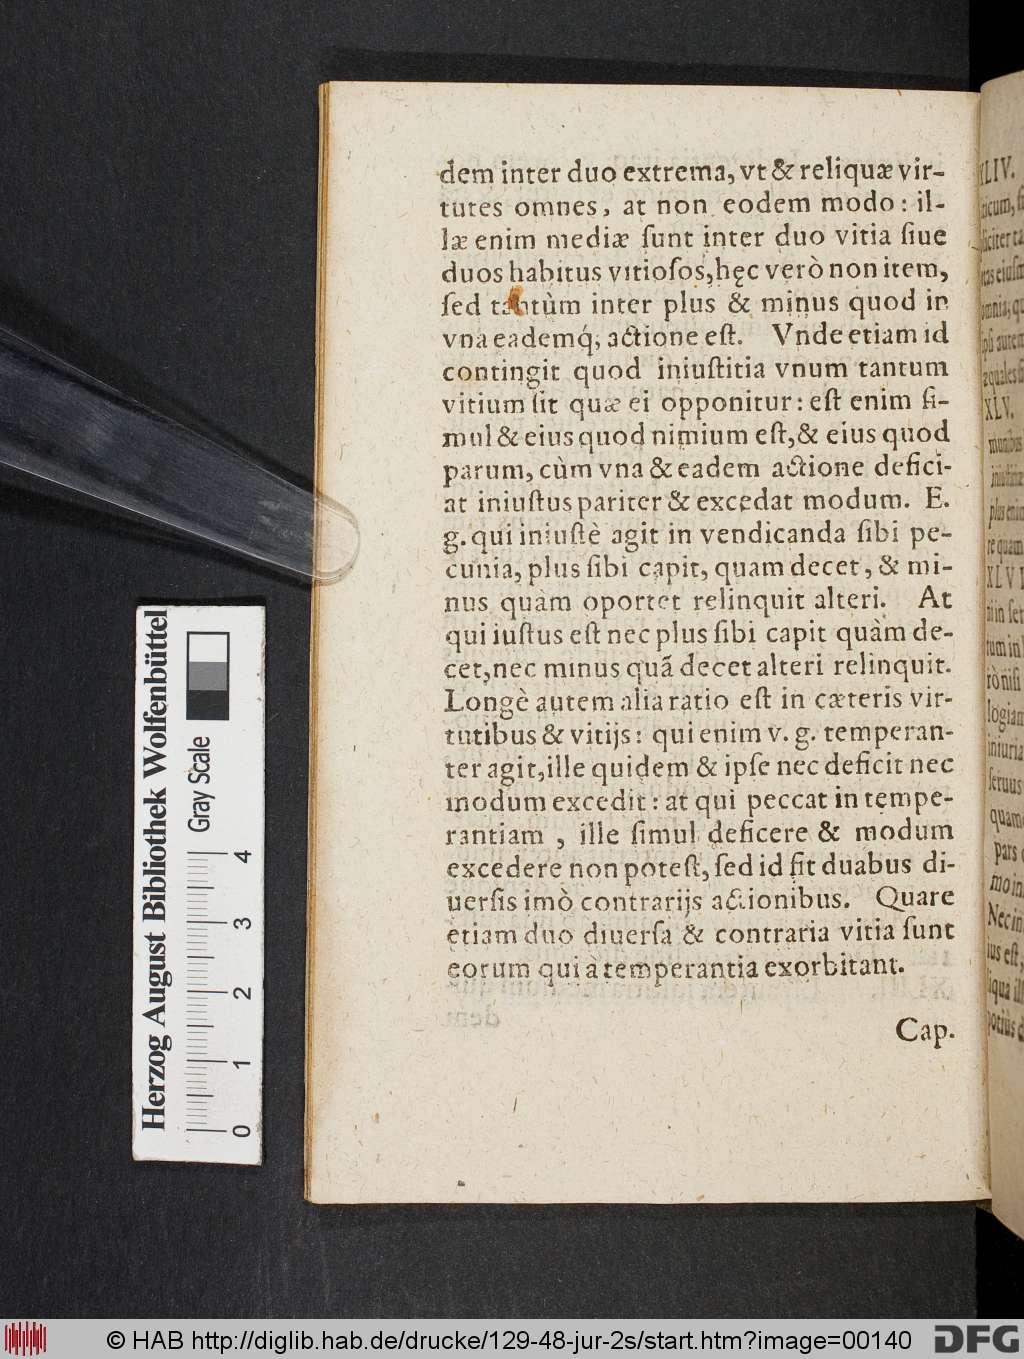 dem inter duo extrema, vt & reliquæ vir-
tutes omnes, at non eodem modo: il-
læ enim mediæ ſunt inter duo vitia ſiue
duos habitus vitioſos, hęc verò non item,
ſed tantùm inter plus & minus quod in
vna eademq́; actione eſt. Vnde etiam id
contingit quod iniuſtitia vnum tantum
vitium ſit quæ ei opponitur: eſt enim ſi-
mul & eius quod nimium eſt, & eius quod
parum, cùm vna & eadem actione defici-
at iniuſtus pariter & excedat modum. E.
g. qui iniuſtè agit in vendicanda ſibi pe-
cunia, plus ſibi capit, quam decet, & mi-
nus quàm oportet relinquit alteri. At
qui iuſtus eſt nec plus ſibi capit quàm de-
cet, nec minus quã decet alteri relinquit.
Longè autem alia ratio eſt in cæteris vir-
tutibus & vitijs: qui enim v. g. temperan-
ter agit, ille quidem & ipſe nec deficit nec
modum excedit: at qui peccat in tempe-
rantiam, ille ſimul deficere & modum
excedere non poteſt, ſed id fit duabus di-
uerſis imò contrarijs actionibus. Quare
etiam duo diuerſa & contraria vitia ſunt
eorum qui à temperantia exorbitant.
Cap.
XLIV.
XLV.
Herzog August Bibliothek Wolfenbüttel
Gray Scale
0 1 2 3 4
© HAB http://diglib.hab.de/drucke/129-48-jur-2s/start.htm?image=00140
DFG